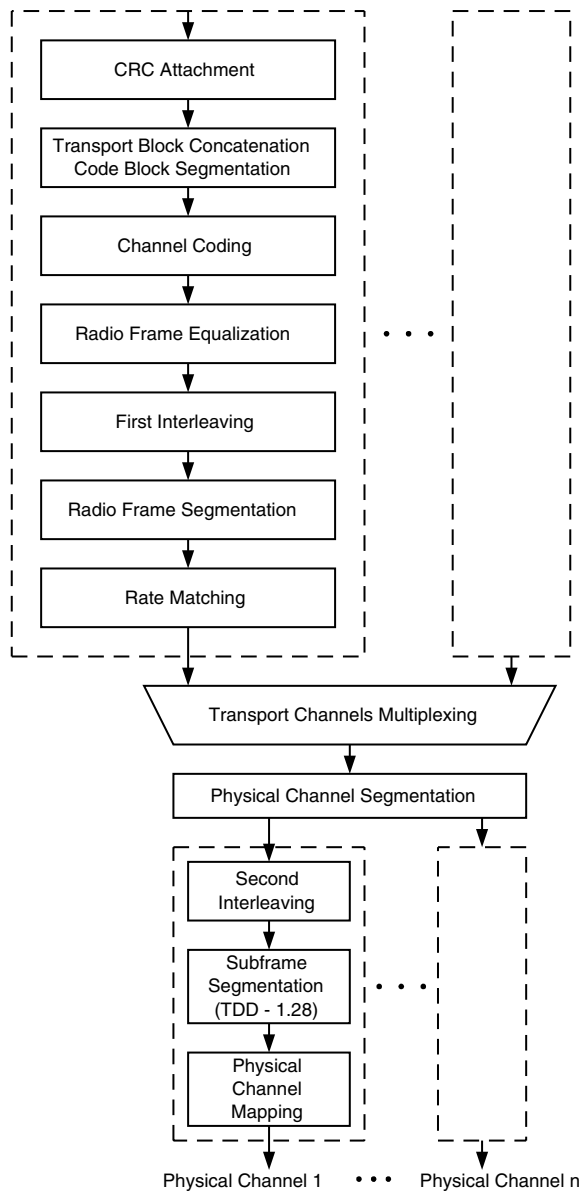 CRC Attachment
Transport Block Concatenation
Code Block Segmentation
Channel Coding
Radio Frame Equalization
First Interleaving
Radio Frame Segmentation
Rate Matching
Transport Channels Multiplexing
Physical Channel Segmentation
Second
Interleaving
Subframe
Segmentation
(TDD - 1.28)
Physical
Channel
Mapping
Physical Channel 1 • • • Physical Channel n